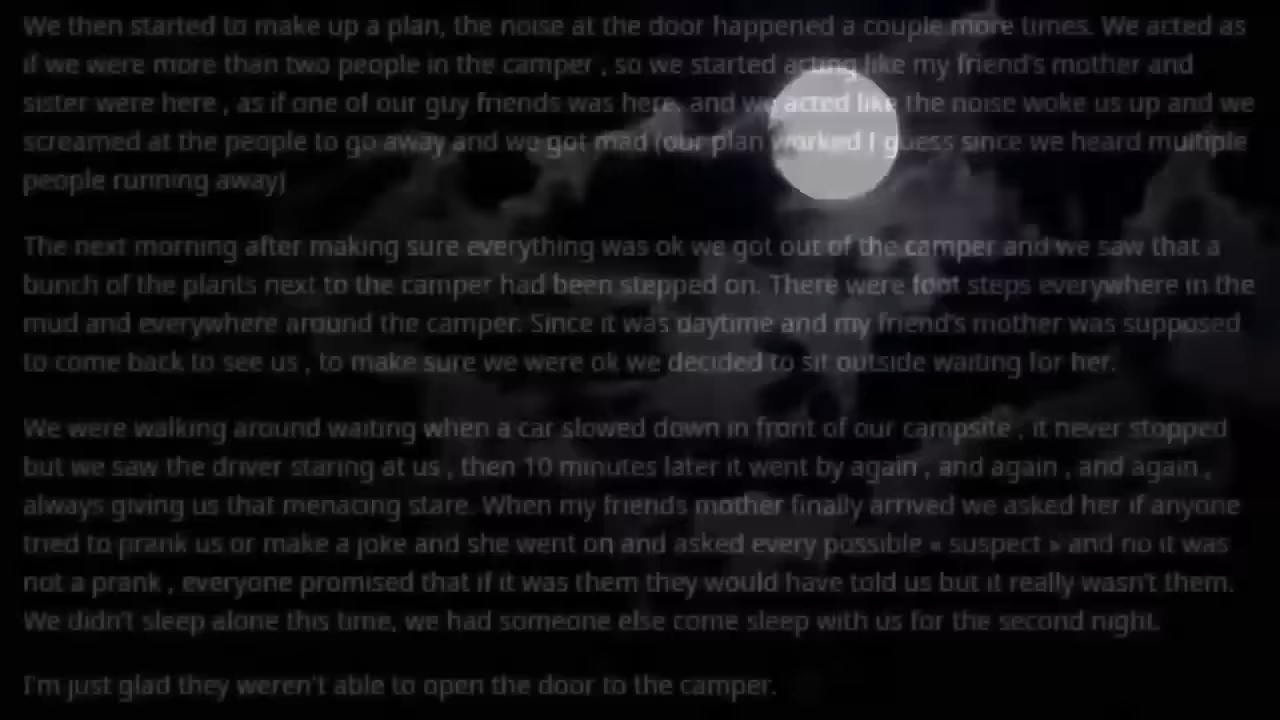 We then started to make up a plan, the noise at the door happened a couple more times. We acted as
if we were more than two people in the camper , so we started acting like my friend's mother and
sister were here , as if one of our guy friends was here, and we acted like the noise woke us up and we
screamed at the people to go away and we got mad (our plan worked I guess since we heard multiple
people running away)
The next morning after making sure everything was ok we got out of the camper and we saw that a
bunch of the plants next to the camper had been stepped on. There were foot steps everywhere in the
mud and everywhere around the camper. Since it was daytime and my friend's mother was supposed
to come back to see us , to make sure we were ok we decided to sit outside waiting for her.
We were walking around waiting when a car slowed down in front of our campsite , it never stopped
but we saw the driver staring at us , then 10 minutes later it went by again , and again , and again ,
always giving us that menacing stare. When my friends mother finally arrived we asked her if anyone
tried to prank us or make a joke and she went on and asked every possible « suspect » and no it was
not a prank , everyone promised that if it was them they would have told us but it really wasn't them.
We didn't sleep alone this time, we had someone else come sleep with us for the second night.
I'm just glad they weren't able to open the door to the camper.